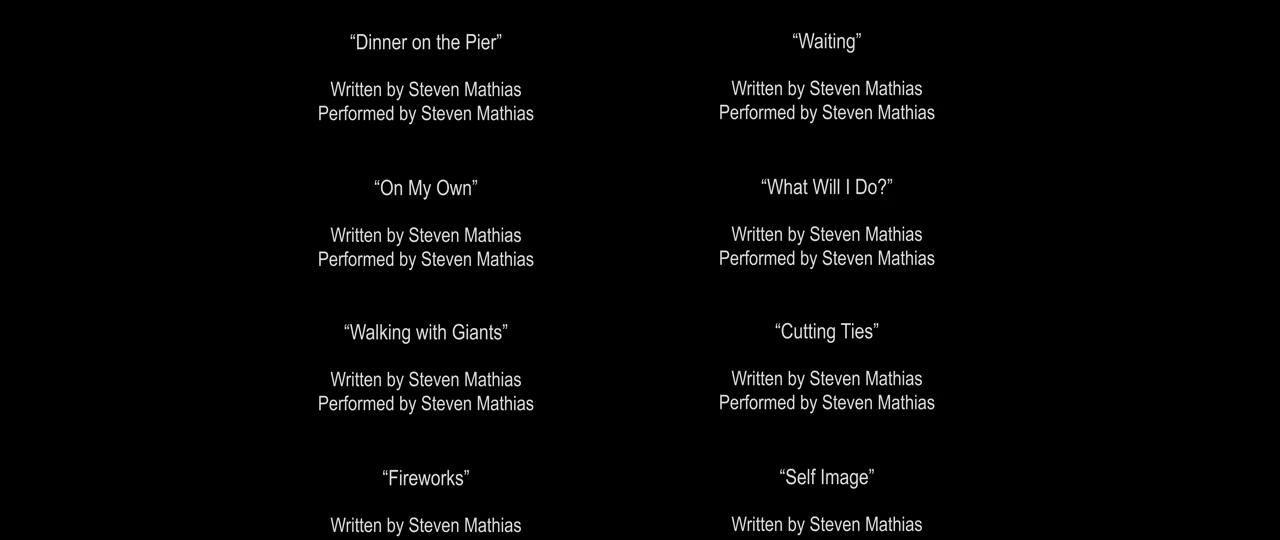 “Dinner on the Pier”
Written by Steven Mathias
Performed by Steven Mathias
“On My Own”
Written by Steven Mathias
Performed by Steven Mathias
“Walking with Giants”
Written by Steven Mathias
Performed by Steven Mathias
“Fireworks”
Written by Steven Mathias
“Waiting”
Written by Steven Mathias
Performed by Steven Mathias
“What Will I Do?”
Written by Steven Mathias
Performed by Steven Mathias
“Cutting Ties”
Written by Steven Mathias
Performed by Steven Mathias
“Self Image”
Written by Steven Mathias